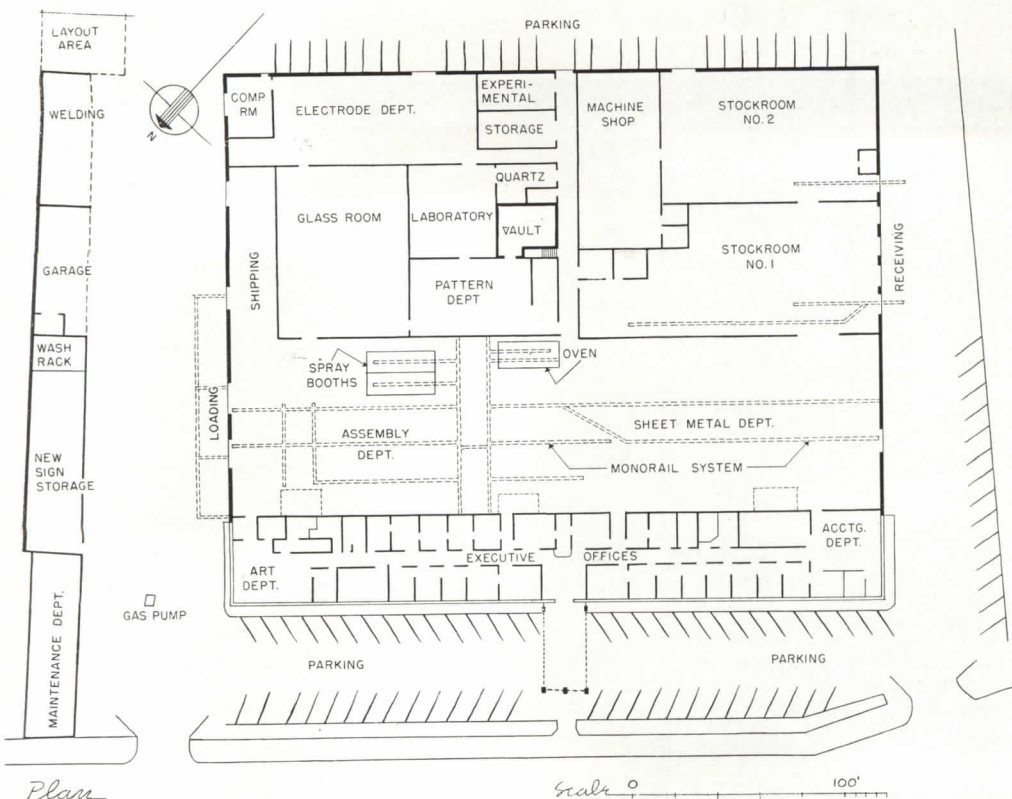 PARKING
LAYOUT
AREA
WELDING
N
COMP
RM
ELECTRODE DEPT.
EXPERI-
MENTAL
STORAGE
MACHINE
SHOP
STOCKROOM
NO. 2
QUARTZ
GLASS ROOM
LABORATORY
VAULT
STOCKROOM
NO. 1
GARAGE
SHIPPING
PATTERN
DEPT
RECEIVING
WASH
RACK
SPRAY
BOOTHS
OVEN
LOADING
ASSEMBLY
DEPT.
SHEET METAL DEPT.
MONORAIL SYSTEM
NEW
SIGN
STORAGE
ACCTG.
DEPT.
EXECUTIVE OFFICES
ART
DEPT.
GAS PUMP
MAINTENANCE DEPT.
PARKING
PARKING
Plan
Scale 0 100'